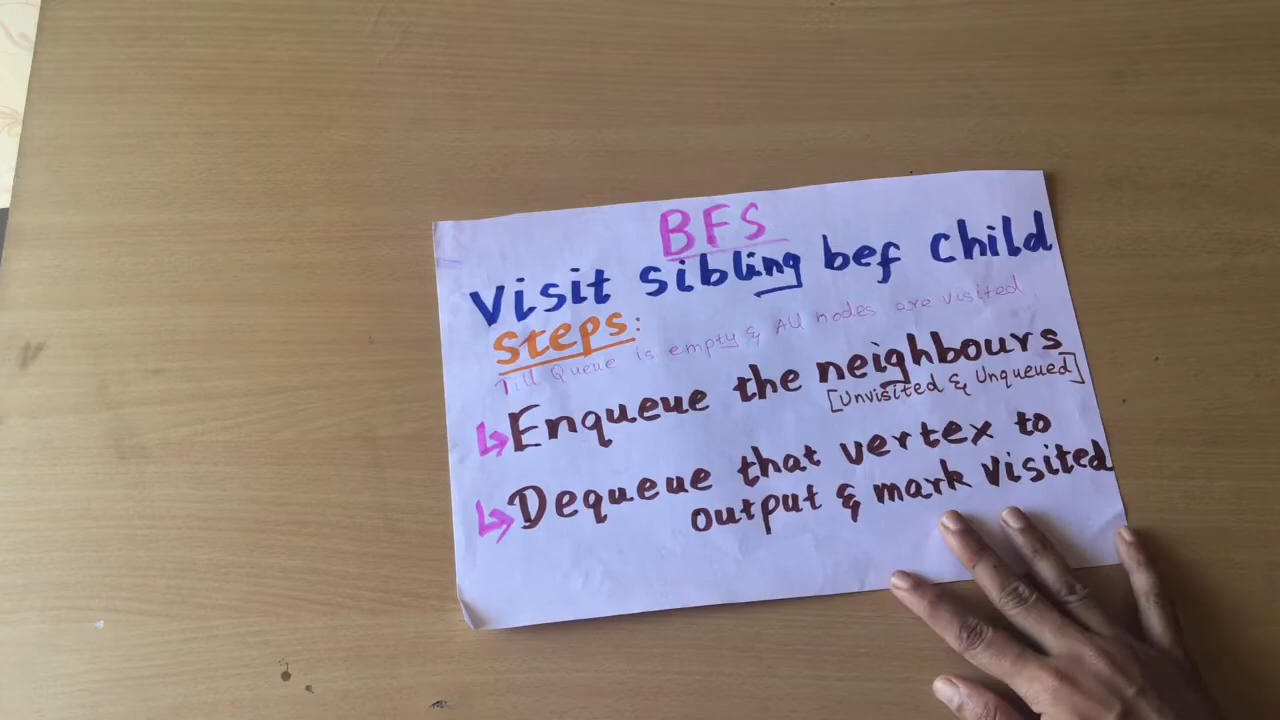 BFS
Visit sibling bef child
Steps:
Till Queue is empty & All nodes are visited
↳ Enqueue the neighbours
[Unvisited & Unqueued]
↳ Dequeue that vertex to
output & mark visited